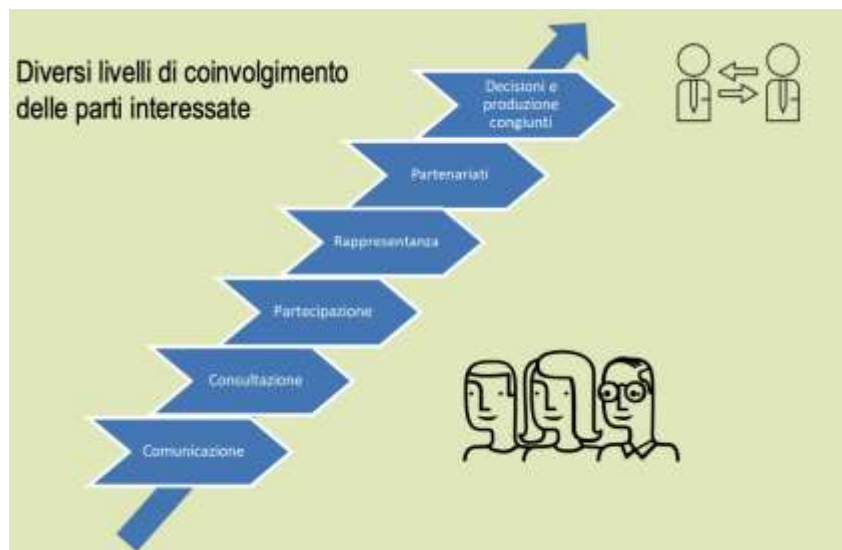 Diversi livelli di coinvolgimento
delle parti interessate
Decisioni e
produzione
congiunti
Partenariati
Rappresentanza
Partecipazione
Consultazione
Comunicazione